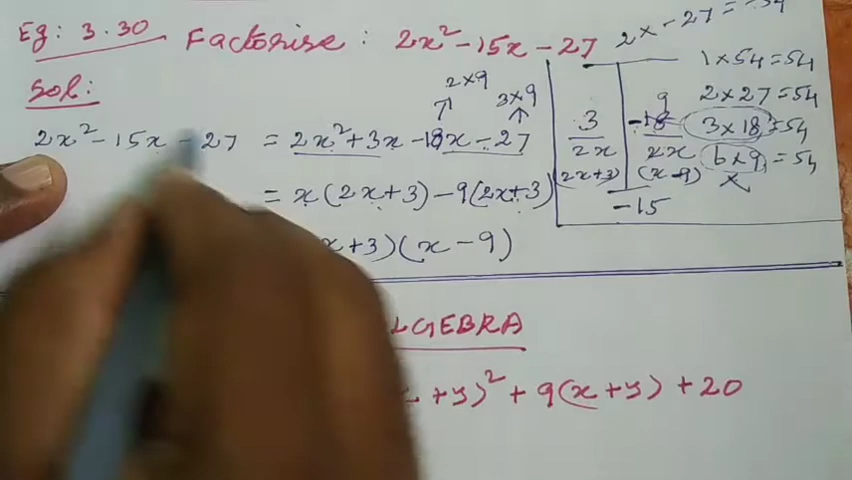 Eg: 3.30 Factorise: 2x² - 15x - 27
2 x - 27 = -54
Sol:
1 x 54 = 54
2 x 9
2 x 27 = 54
3 x 9
3 x 18 = 54
6 x 9 = 54
3
2x
(2x+3)
9
-18
2x
(x-9)
-15
2x² - 15x - 27 = 2x² + 3x - 18x - 27
= x(2x+3) - 9(2x+3)
x+3)(x-9)
LGEBRA
+y)² + 9(x+y) + 20